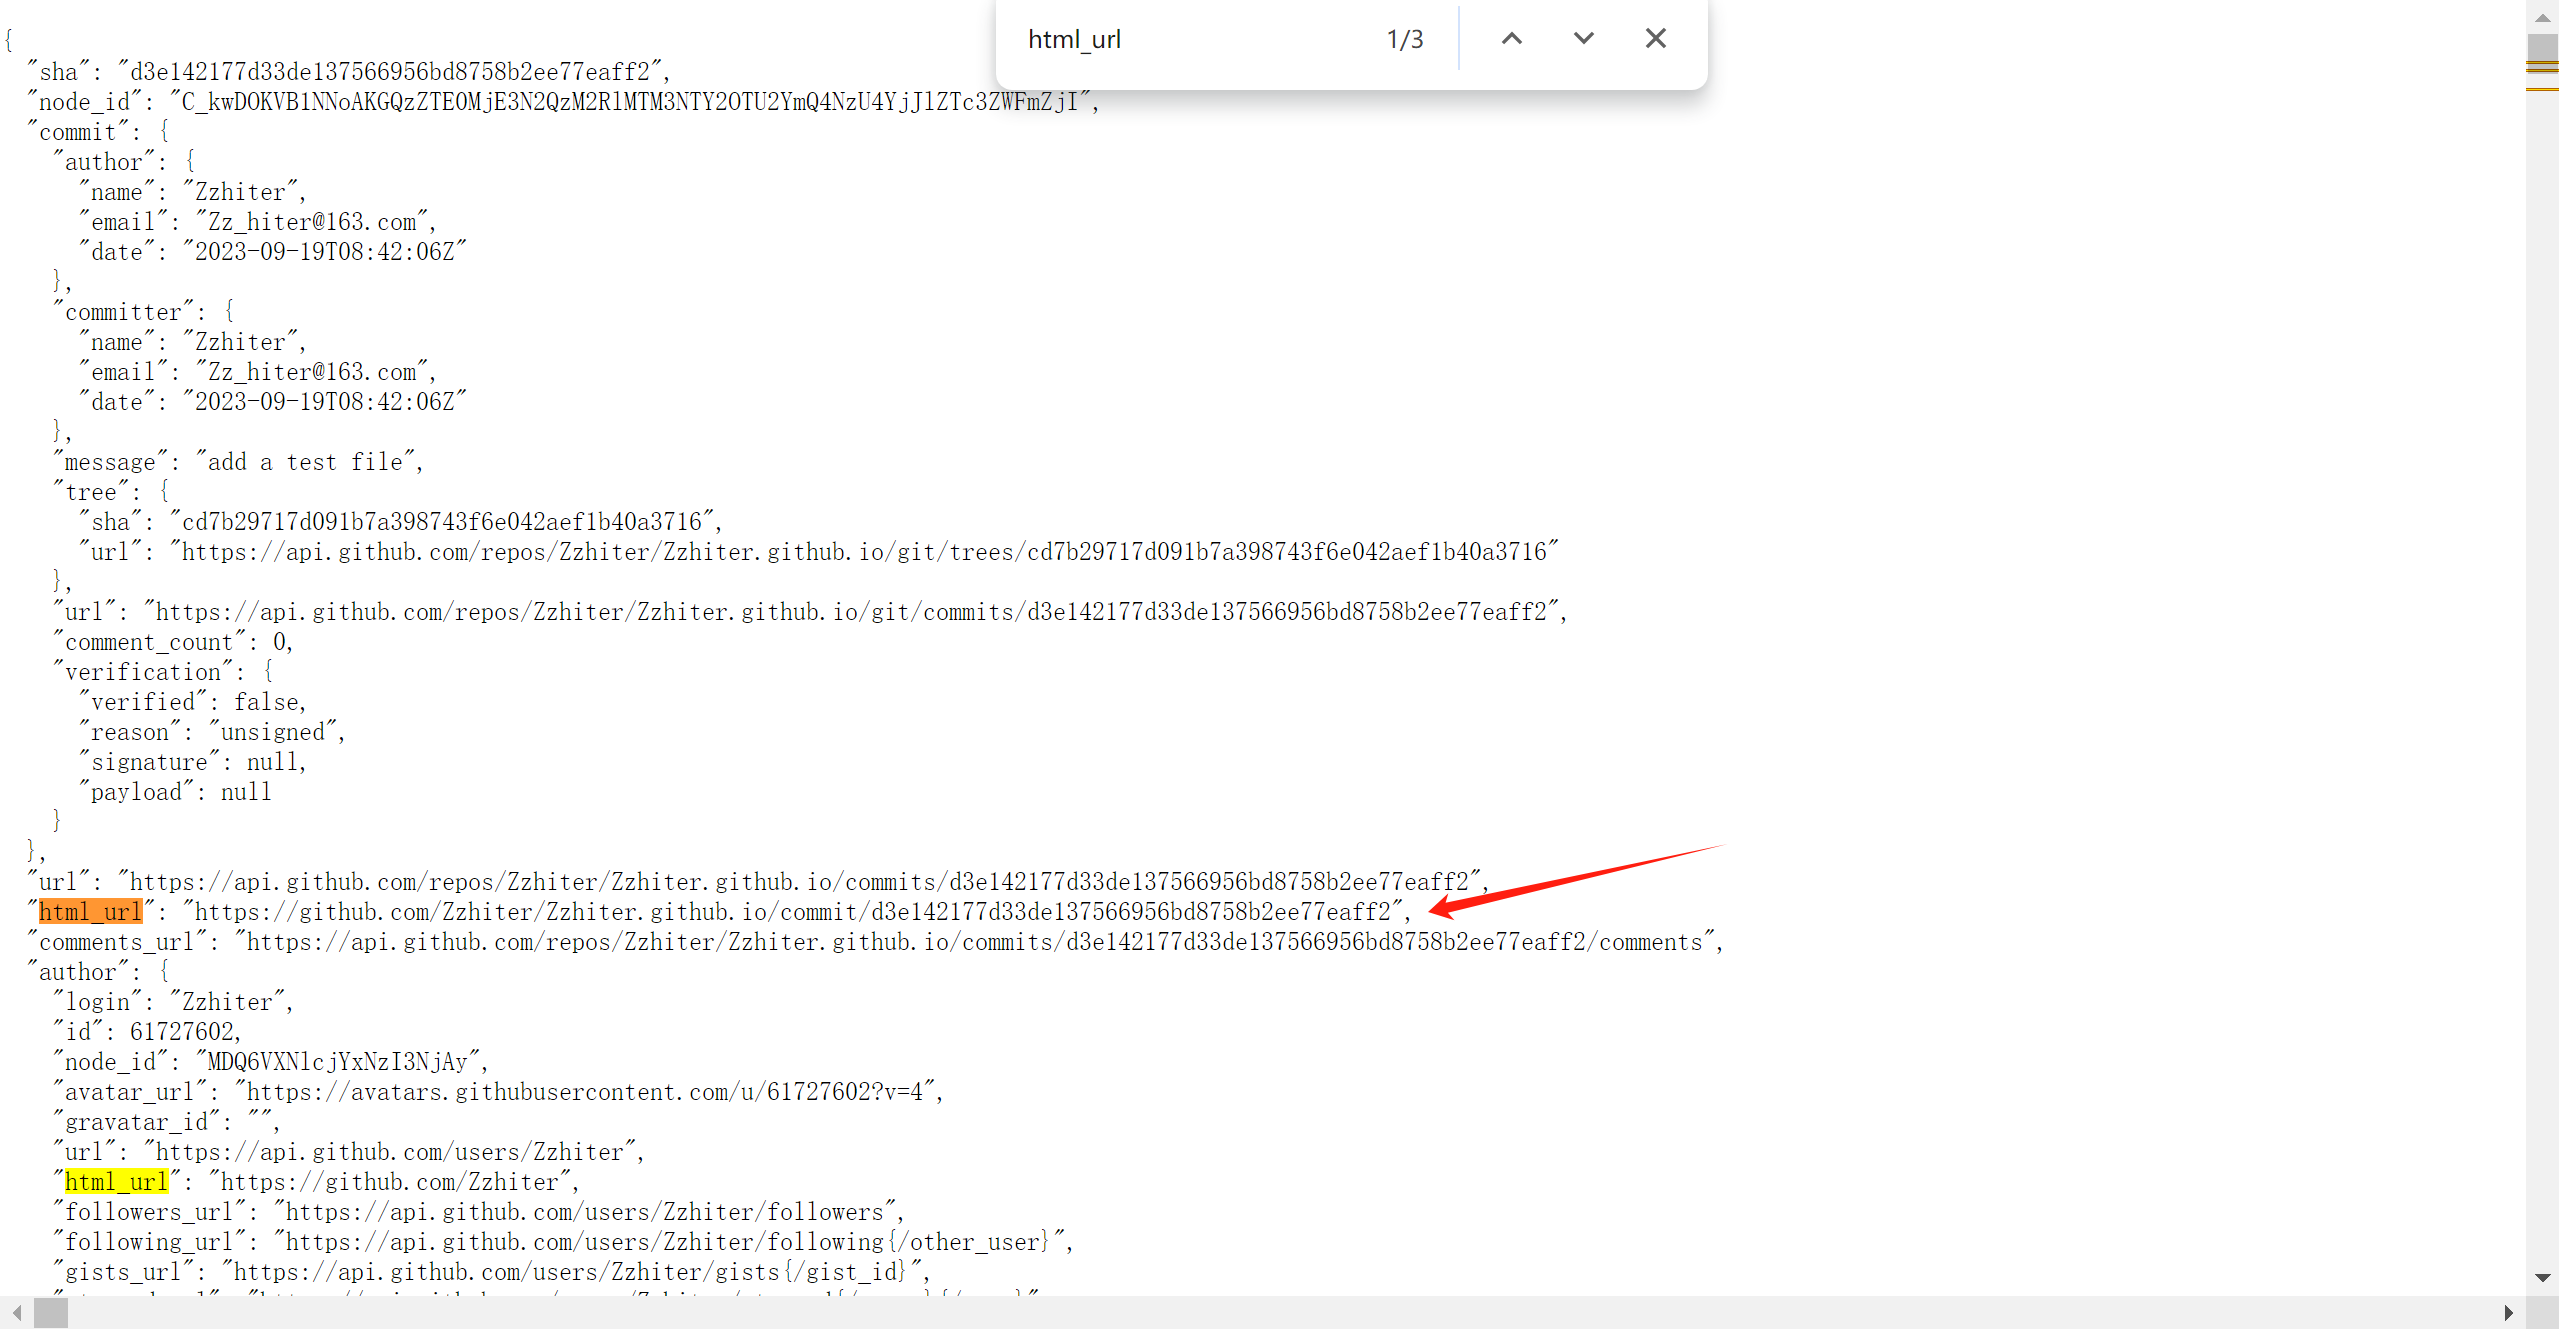 html_url 1/3
{
"sha": "d3e142177d33de137566956bd8758b2ee77eaff2",
"node_id": "C_kwDOKVB1NNoAKGQzZTE0MjE3N2QzM2RlMTM3NTY2OTU2YmQ4NzU4YjJlZTc3ZWFmZjI",
"commit": {
"author": {
"name": "Zzhiter",
"email": "Zz_hiter@163.com",
"date": "2023-09-19T08:42:06Z"
},
"committer": {
"name": "Zzhiter",
"email": "Zz_hiter@163.com",
"date": "2023-09-19T08:42:06Z"
},
"message": "add a test file",
"tree": {
"sha": "cd7b29717d091b7a398743f6e042aef1b40a3716",
"url": "https://api.github.com/repos/Zzhiter/Zzhiter.github.io/git/trees/cd7b29717d091b7a398743f6e042aef1b40a3716"
},
"url": "https://api.github.com/repos/Zzhiter/Zzhiter.github.io/git/commits/d3e142177d33de137566956bd8758b2ee77eaff2",
"comment_count": 0,
"verification": {
"verified": false,
"reason": "unsigned",
"signature": null,
"payload": null
}
},
"url": "https://api.github.com/repos/Zzhiter/Zzhiter.github.io/commits/d3e142177d33de137566956bd8758b2ee77eaff2",
"html_url": "https://github.com/Zzhiter/Zzhiter.github.io/commit/d3e142177d33de137566956bd8758b2ee77eaff2",
"comments_url": "https://api.github.com/repos/Zzhiter/Zzhiter.github.io/commits/d3e142177d33de137566956bd8758b2ee77eaff2/comments",
"author": {
"login": "Zzhiter",
"id": 61727602,
"node_id": "MDQ6VXNlcjYxNzI3NjAy",
"avatar_url": "https://avatars.githubusercontent.com/u/61727602?v=4",
"gravatar_id": "",
"url": "https://api.github.com/users/Zzhiter",
"html_url": "https://github.com/Zzhiter",
"followers_url": "https://api.github.com/users/Zzhiter/followers",
"following_url": "https://api.github.com/users/Zzhiter/following{/other_user}",
"gists_url": "https://api.github.com/users/Zzhiter/gists{/gist_id}",